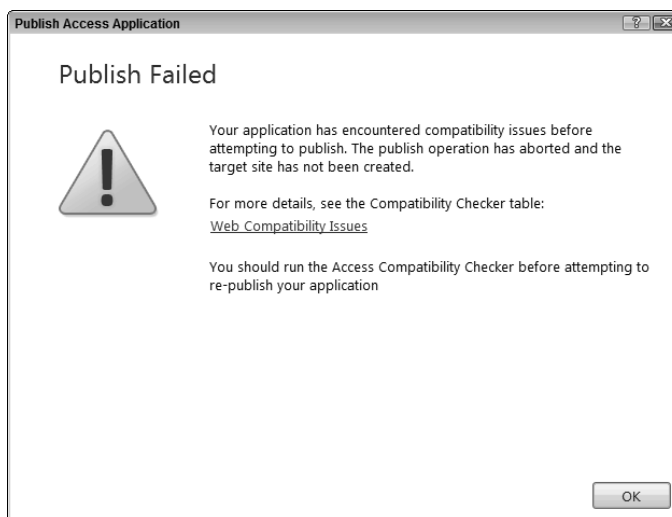 Publish Access Application
Publish Failed
Your application has encountered compatibility issues before
attempting to publish. The publish operation has aborted and the
target site has not been created.
For more details, see the Compatibility Checker table:
Web Compatibility Issues
You should run the Access Compatibility Checker before attempting to
re-publish your application
OK